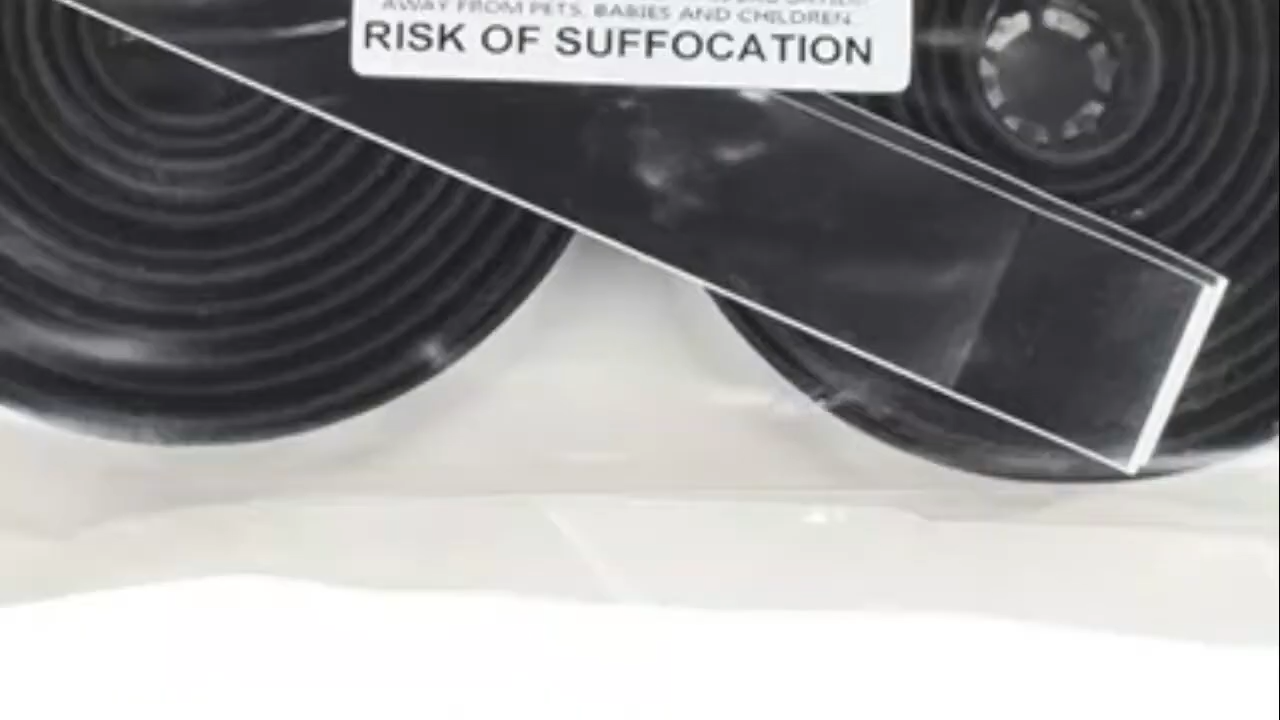 AWAY FROM PETS, BABIES AND CHILDREN.
RISK OF SUFFOCATION